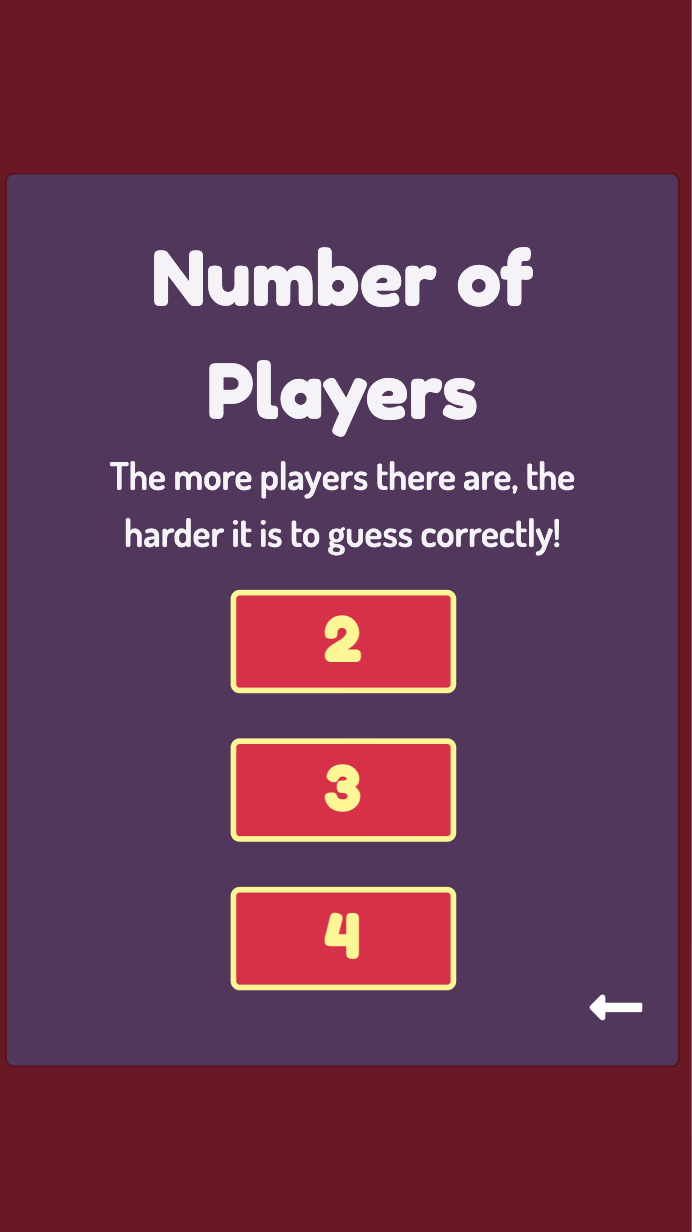 Number of
Players
The more players there are, the
harder it is to guess correctly!
2
3
4